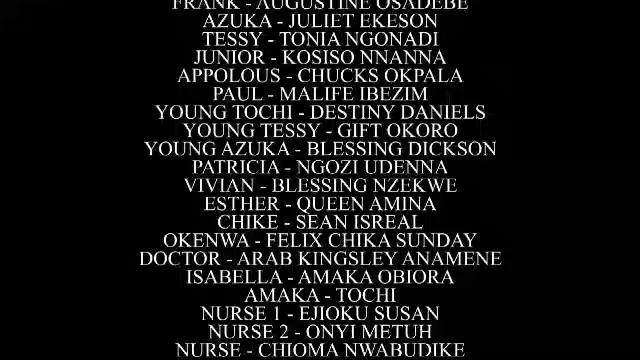 FRANK - AUGUSTINE OSADEBE
AZUKA - JULIET EKESON
TESSY - TONIA NGONADI
JUNIOR - KOSISO NNANNA
APPOLOUS - CHUCKS OKPALA
PAUL - MALIFE IBEZIM
YOUNG TOCHI - DESTINY DANIELS
YOUNG TESSY - GIFT OKORO
YOUNG AZUKA - BLESSING DICKSON
PATRICIA - NGOZI UDENNA
VIVIAN - BLESSING NZEKWE
ESTHER - QUEEN AMINA
CHIKE - SEAN ISREAL
OKENWA - FELIX CHIKA SUNDAY
DOCTOR - ARAB KINGSLEY ANAMENE
ISABELLA - AMAKA OBIORA
AMAKA - TOCHI
NURSE 1 - EJIOKU SUSAN
NURSE 2 - ONYI METUH
NURSE - CHIOMA NWABUDIKE